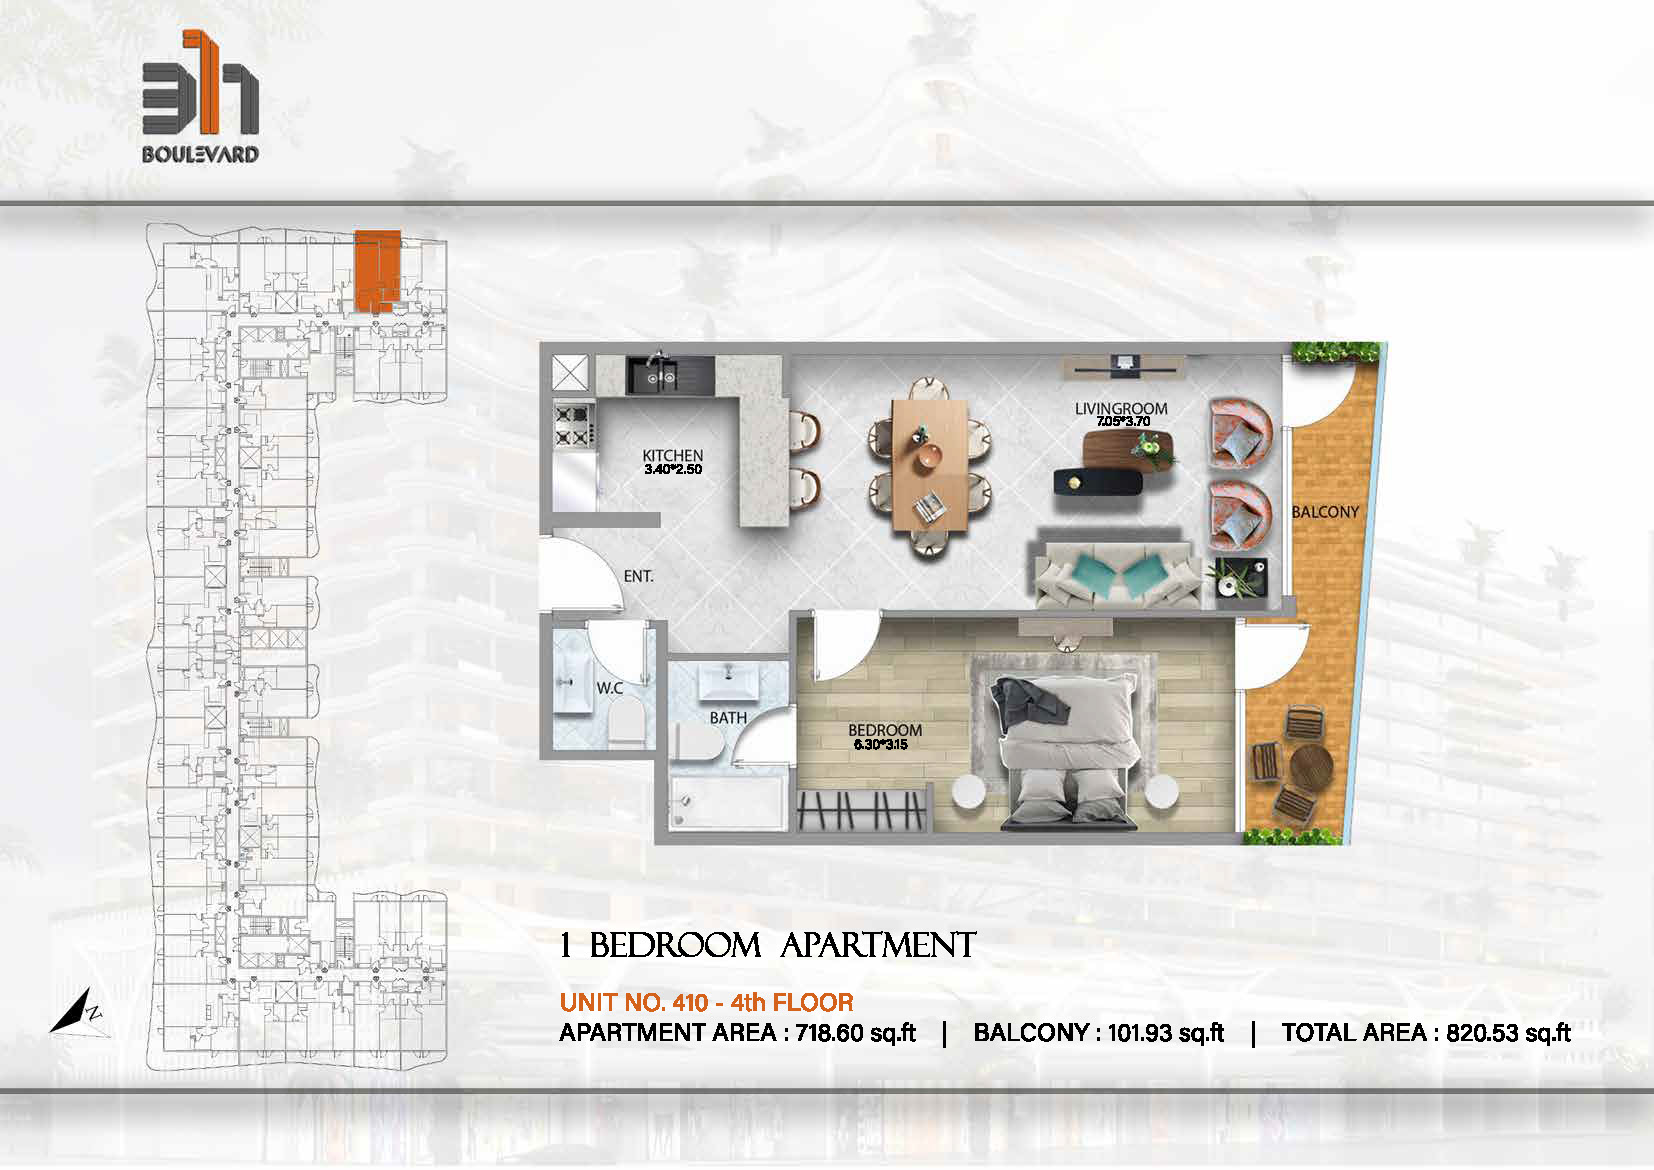 311
BOULEVARD
LIVINGROOM
7.05*3.70
KITCHEN
3.40*2.50
BALCONY
ENT.
W.C
BATH
BEDROOM
6.30*3.15
1 BEDROOM APARTMENT
UNIT NO. 410 - 4th FLOOR
APARTMENT AREA : 718.60 sq.ft | BALCONY : 101.93 sq.ft | TOTAL AREA : 820.53 sq.ft
N